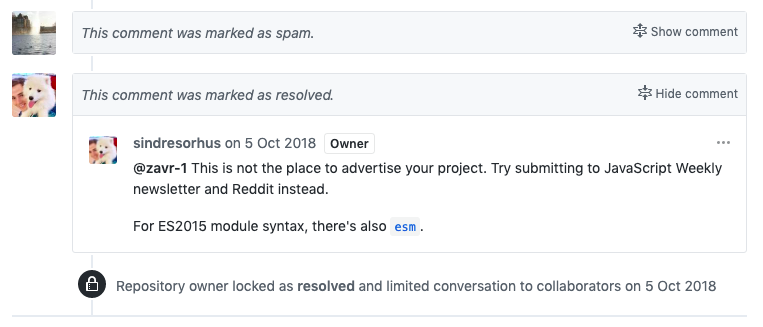 This comment was marked as spam.
Show comment
This comment was marked as resolved.
Hide comment
sindresorhus on 5 Oct 2018 Owner
@zavr-1 This is not the place to advertise your project. Try submitting to JavaScript Weekly
newsletter and Reddit instead.
For ES2015 module syntax, there's also esm.
Repository owner locked as resolved and limited conversation to collaborators on 5 Oct 2018